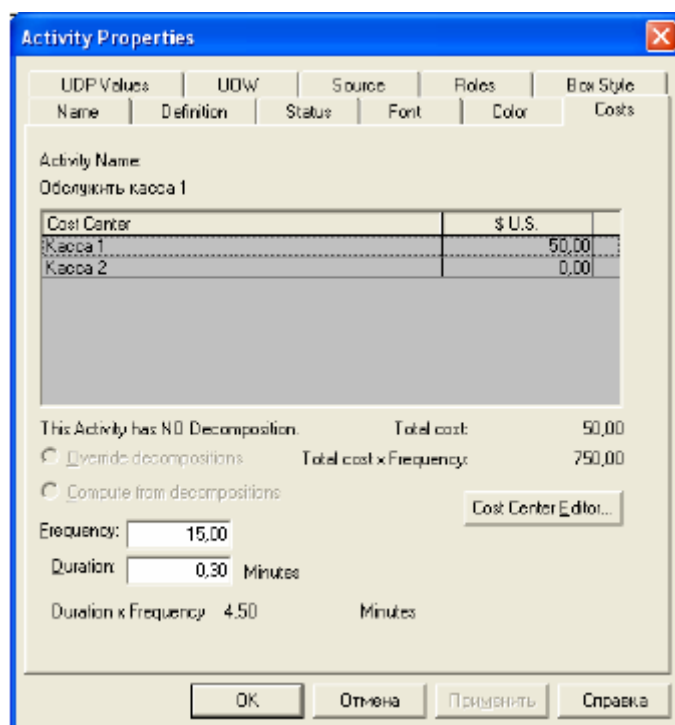 Activity Properties
UDP Values UOW Source Roles Box Style
Name Definition Status Font Color Costs
Activity Name:
Обслужить касса 1
Cost Center $ U.S.
Касса 1 50,00
Касса 2 0,00
This Activity has NO Decomposition. Total cost: 50,00
Override decompositions Total cost x Frequency: 750,00
Compute from decompositions
Cost Center Editor...
Frequency: 15,00
Duration: 0,30 Minutes
Duration x Frequency 4.50 Minutes
OK Отмена Применить Справка